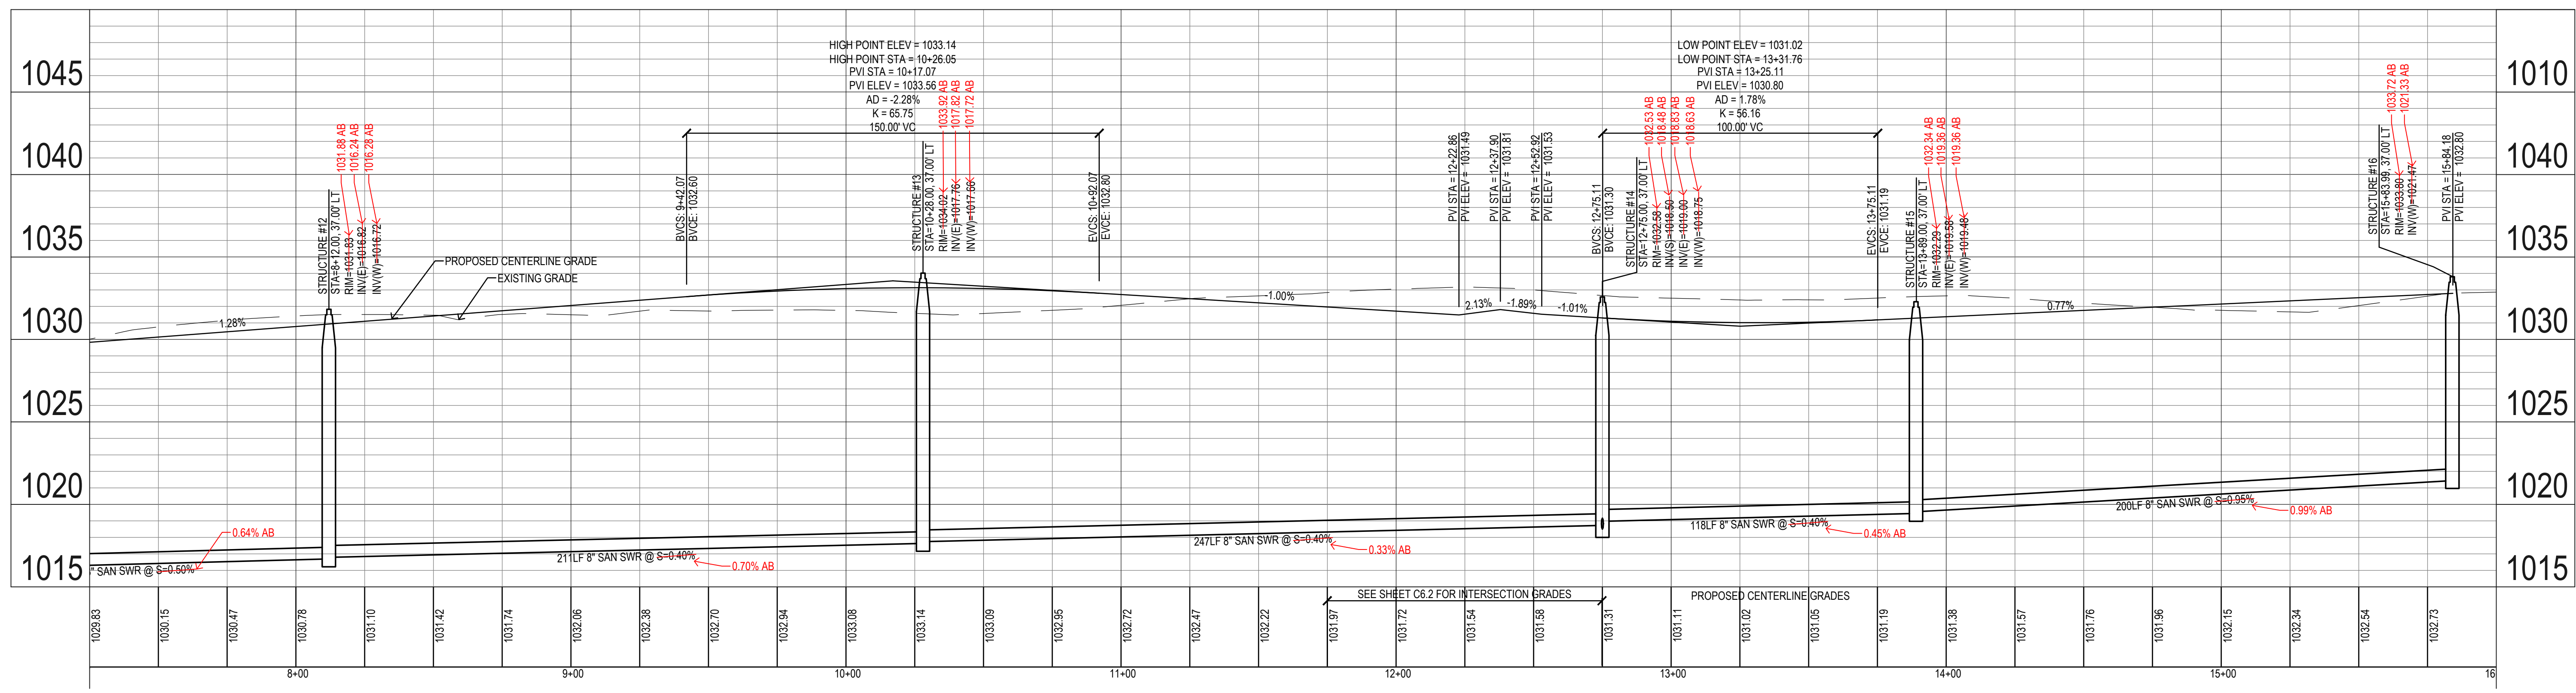 HIGH POINT ELEV = 1033.14
HIGH POINT STA = 10+26.05
PVI STA = 10+17.07
PVI ELEV = 1033.56
AD = -2.28%
K = 65.75
150.00' VC
LOW POINT ELEV = 1031.02
LOW POINT STA = 13+31.76
PVI STA = 13+25.11
PVI ELEV = 1030.80
AD = 1.78%
K = 56.16
100.00' VC
1045
1040
1035
1030
1025
1020
1015
1010
1040
1035
1030
1025
1020
1015
STRUCTURE #12
STA=8+12.00, 37.00' LT
RIM=1031.83
INV(E)=1016.82
INV(W)=1016.72
1031.88 AB
1016.24 AB
1016.28 AB
PROPOSED CENTERLINE GRADE
EXISTING GRADE
1.28%
BVCS: 9+42.07
BVCE: 1032.60
STRUCTURE #13
STA=10+28.00, 37.00' LT
RIM=1034.02
INV(E)=1017.76
INV(W)=1017.66
1033.92 AB
1017.82 AB
1017.72 AB
EVCS: 10+92.07
EVCE: 1032.80
-1.00%
PVI STA = 12+22.86
PVI ELEV = 1031.49
2.13%
PVI STA = 12+37.90
PVI ELEV = 1031.81
-1.89%
PVI STA = 12+52.92
PVI ELEV = 1031.53
-1.01%
BVCS: 12+75.11
BVCE: 1031.30
STRUCTURE #14
STA=12+75.00, 37.00' LT
RIM=1032.58
INV(S)=1018.50
INV(E)=1019.00
INV(W)=1018.75
1032.53 AB
1018.48 AB
1018.83 AB
1018.63 AB
EVCS: 13+75.11
EVCE: 1031.19
STRUCTURE #15
STA=13+89.00, 37.00' LT
RIM=1032.29
INV(E)=1019.58
INV(W)=1019.48
1032.34 AB
1019.36 AB
1019.36 AB
0.77%
STRUCTURE #16
STA=15+83.99, 37.00' LT
RIM=1033.80
INV(W)=1021.47
1033.72 AB
1021.33 AB
PVI STA = 15+84.18
PVI ELEV = 1032.80
" SAN SWR @ S=0.50%
0.64% AB
211LF 8" SAN SWR @ S=0.40%
0.70% AB
247LF 8" SAN SWR @ S=0.40%
0.33% AB
118LF 8" SAN SWR @ S=0.40%
0.45% AB
200LF 8" SAN SWR @ S=0.95%
0.99% AB
SEE SHEET C6.2 FOR INTERSECTION GRADES
PROPOSED CENTERLINE GRADES
1029.83
1030.15
1030.47
1030.78
1031.10
1031.42
1031.74
1032.06
1032.38
1032.70
1032.94
1033.08
1033.14
1033.09
1032.95
1032.72
1032.47
1032.22
1031.97
1031.72
1031.54
1031.58
1031.31
1031.11
1031.02
1031.05
1031.19
1031.38
1031.57
1031.76
1031.96
1032.15
1032.34
1032.54
1032.73
8+00
9+00
10+00
11+00
12+00
13+00
14+00
15+00
16